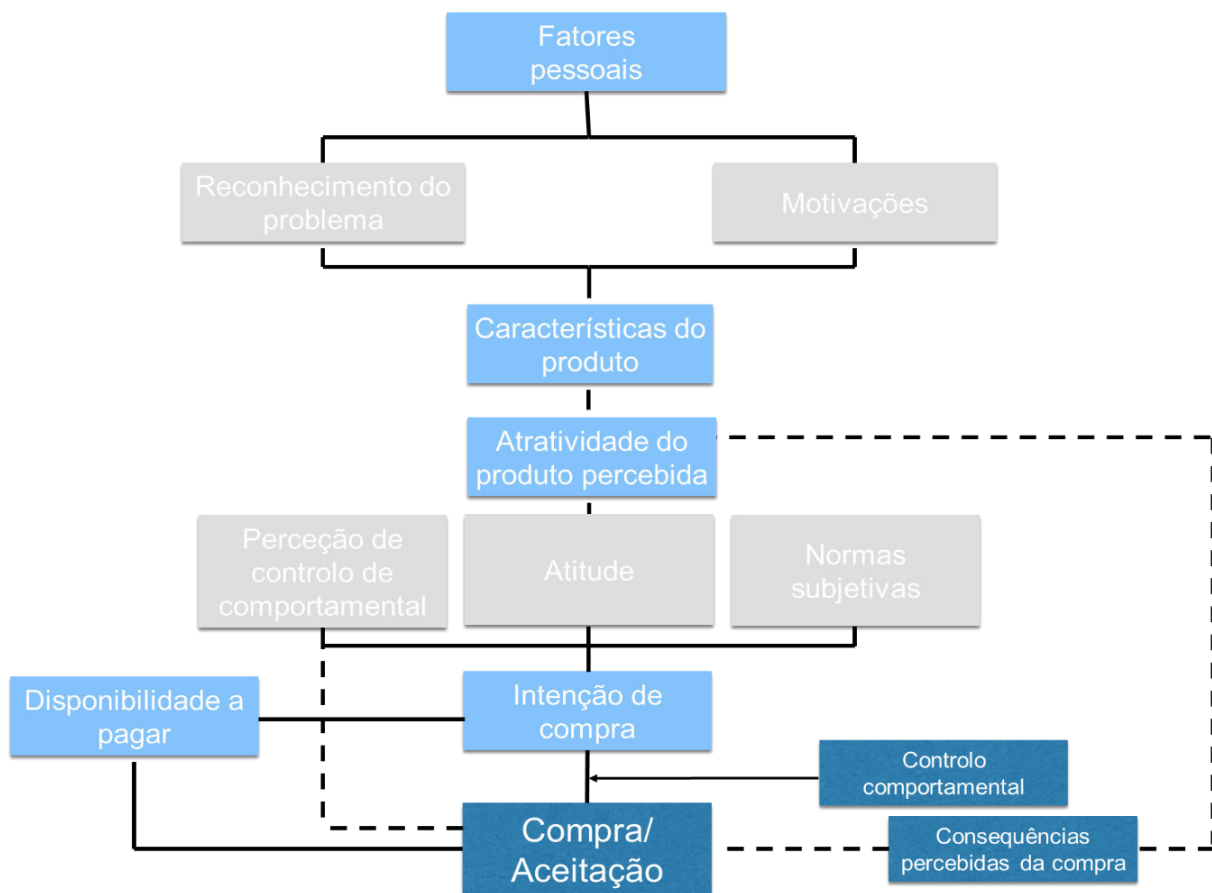 Fatores
pessoais
Reconhecimento do
problema
Motivações
Característicias do
produto
Atratividade do
produto percebida
Perceção de
controlo de
comportamental
Atitude
Normas
subjetivas
Disponibilidade a
pagar
Intenção de
compra
Controlo
comportamental
Compra/
Aceitação
Consequências
percebidas da compra